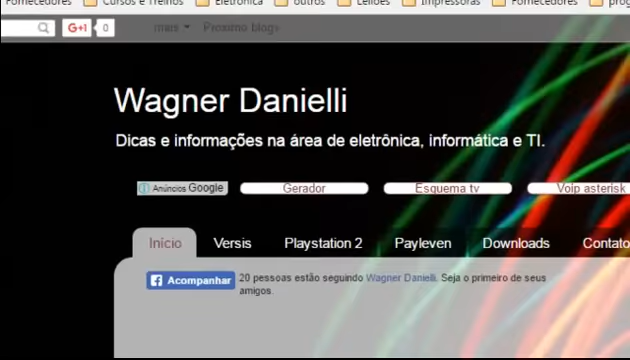 Fornecedores Cursos e Treinos Eletrônica outros Leilões Impressoras Fornecedores prog
G+1 0 mais Próximo blog»
Wagner Danielli
Dicas e informações na área de eletrônica, informática e TI.
Anúncios Google Gerador Esquema tv Voip asterisk
Início Versis Playstation 2 Payleven Downloads Contato
Acompanhar 20 pessoas estão seguindo Wagner Danielli. Seja o primeiro de seus
amigos.